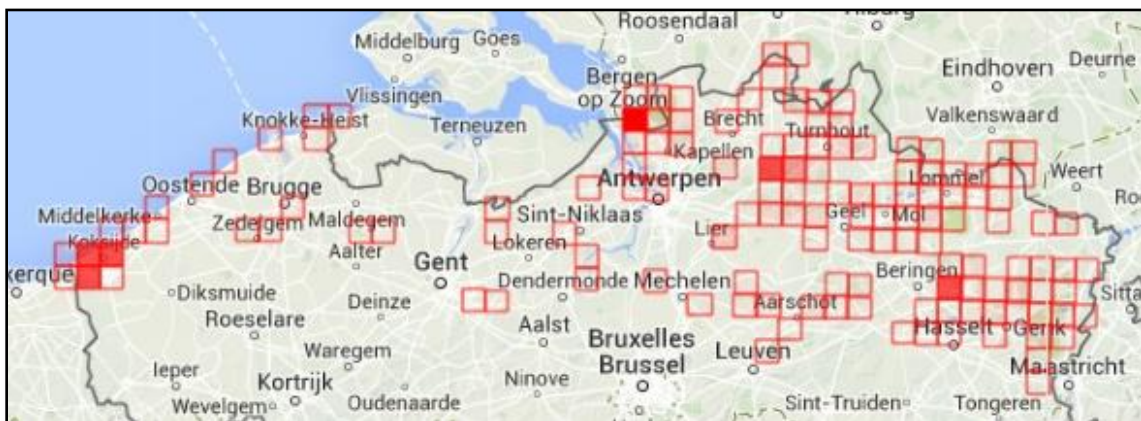 Roosendaal
Middelburg
Goes
Bergen
op Zoom
Eindhoven
Deurne
Vlissingen
Knokke-Heist
Terneuzen
Brecht
Turnhout
Valkenswaard
Kapellen
Oostende
Brugge
Antwerpen
Lommel
Weert
Middelkerke
Maldegem
Sint-Niklaas
Geel
Mol
Koksijde
Zedelgem
Lier
Aalter
Lokeren
kerque
Gent
Beringen
Diksmuide
Deinze
Dendermonde
Mechelen
Aarschot
Sitta
Roeselare
Aalst
Hasselt
Genk
Bruxelles
Brussel
Leuven
Waregem
Maastricht
Ieper
Kortrijk
Ninove
Wevelgem
Oudenaarde
Sint-Truiden
Tongeren